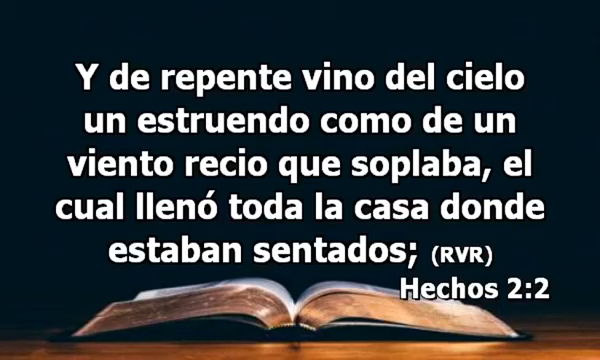 Y de repente vino del cielo
un estruendo como de un
viento recio que soplaba, el
cual llenó toda la casa donde
estaban sentados; (RVR)
Hechos 2:2